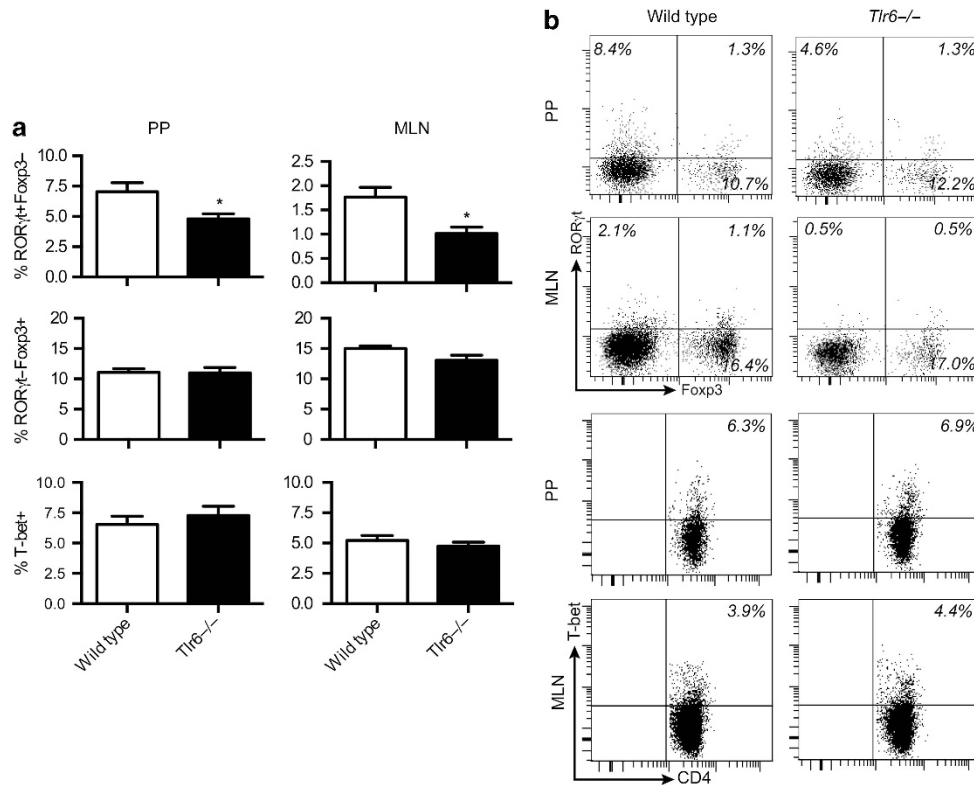 a
PP
MLN
% RORγt+Foxp3–
10.0
7.5
5.0
2.5
0.0
*
2.5
2.0
1.5
1.0
0.5
0.0
*
% RORγt–Foxp3+
20
15
10
5
0
20
15
10
5
0
% T-bet+
10.0
7.5
5.0
2.5
0.0
10.0
7.5
5.0
2.5
0.0
Wild type
Tlr6–/–
Wild type
Tlr6–/–
b
Wild type
Tlr6–/–
PP
8.4%
1.3%
10.7%
4.6%
1.3%
12.2%
MLN
RORγt
2.1%
1.1%
16.4%
0.5%
0.5%
17.0%
Foxp3
PP
6.3%
6.9%
MLN
T-bet
3.9%
4.4%
CD4